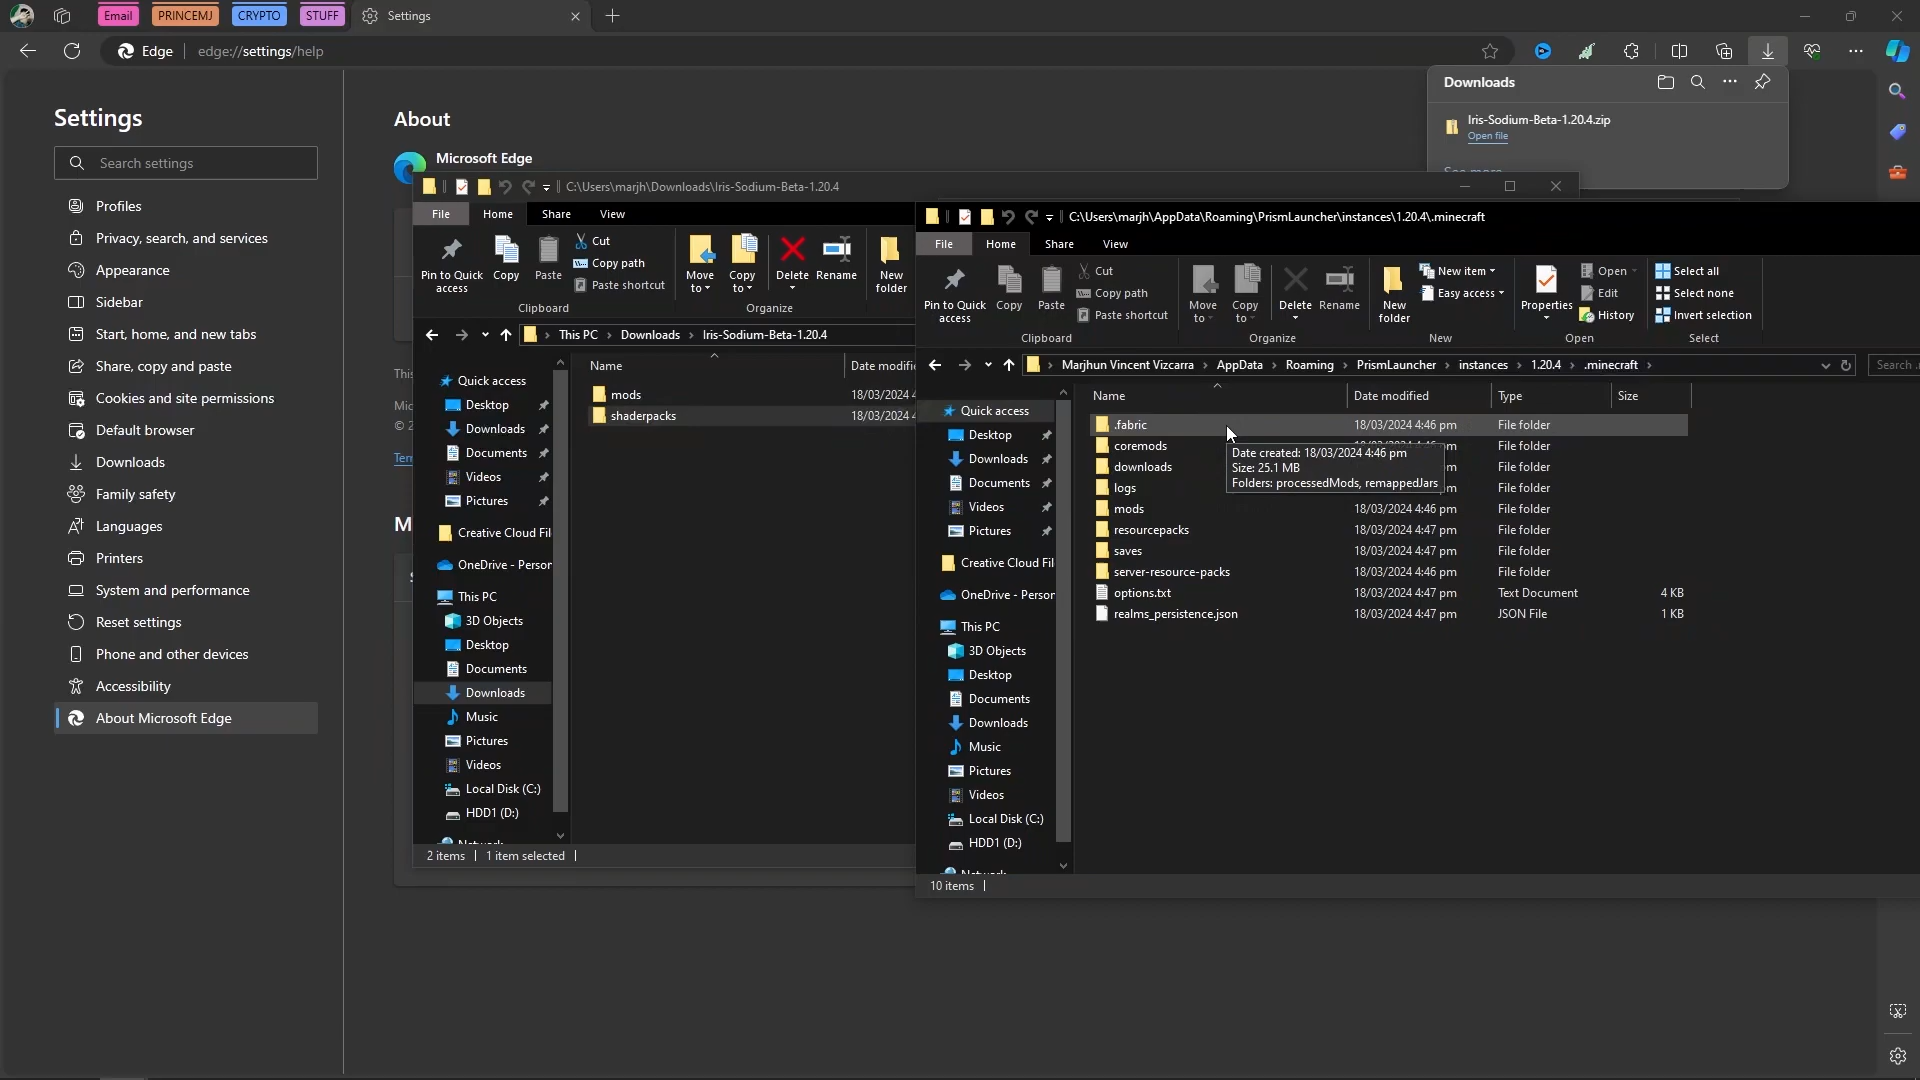 Email
PRINCEMJ
CRYPTO
STUFF
Settings
Edge
edge://settings/help
Downloads
Iris-Sodium-Beta-1.20.4.zip
Open file
Settings
Search settings
Profiles
Privacy, search, and services
Appearance
Sidebar
Start, home, and new tabs
Share, copy and paste
Cookies and site permissions
Default browser
Downloads
Family safety
Languages
Printers
System and performance
Reset settings
Phone and other devices
Accessibility
About Microsoft Edge
About
Microsoft Edge
C:\Users\marjh\Downloads\Iris-Sodium-Beta-1.20.4
File
Home
Share
View
Pin to Quick access
Copy
Paste
Cut
Copy path
Paste shortcut
Move to
Copy to
Delete
Rename
New folder
Clipboard
Organize
This PC
Downloads
Iris-Sodium-Beta-1.20.4
Name
Date modifie
mods
18/03/2024 4
shaderpacks
18/03/2024 4
Quick access
Desktop
Downloads
Documents
Videos
Pictures
Creative Cloud Fil
OneDrive - Person
This PC
3D Objects
Desktop
Documents
Downloads
Music
Pictures
Videos
Local Disk (C:)
HDD1 (D:)
2 items
1 item selected
C:\Users\marjh\AppData\Roaming\PrismLauncher\instances\1.20.4\.minecraft
File
Home
Share
View
Pin to Quick access
Copy
Paste
Cut
Copy path
Paste shortcut
Move to
Copy to
Delete
Rename
New folder
New item
Easy access
Properties
Open
Edit
History
Select all
Select none
Invert selection
Clipboard
Organize
New
Open
Select
Marjhun Vincent Vizcarra
AppData
Roaming
PrismLauncher
instances
1.20.4
.minecraft
Search .
Name
Date modified
Type
Size
.fabric 18/03/2024 4:46 pm File folder
coremods File folder
downloads File folder
logs File folder
mods 18/03/2024 4:46 pm File folder
resourcepacks 18/03/2024 4:47 pm File folder
saves 18/03/2024 4:47 pm File folder
server-resource-packs 18/03/2024 4:47 pm File folder
options.txt 18/03/2024 4:47 pm Text Document 4 KB
realms_persistence.json 18/03/2024 4:47 pm JSON File 1 KB
Date created: 18/03/2024 4:46 pm
Size: 25.1 MB
Folders: processedMods, remappedJars
Quick access
Desktop
Downloads
Documents
Videos
Pictures
Creative Cloud Fil
OneDrive - Person
This PC
3D Objects
Desktop
Documents
Downloads
Music
Pictures
Videos
Local Disk (C:)
HDD1 (D:)
10 items